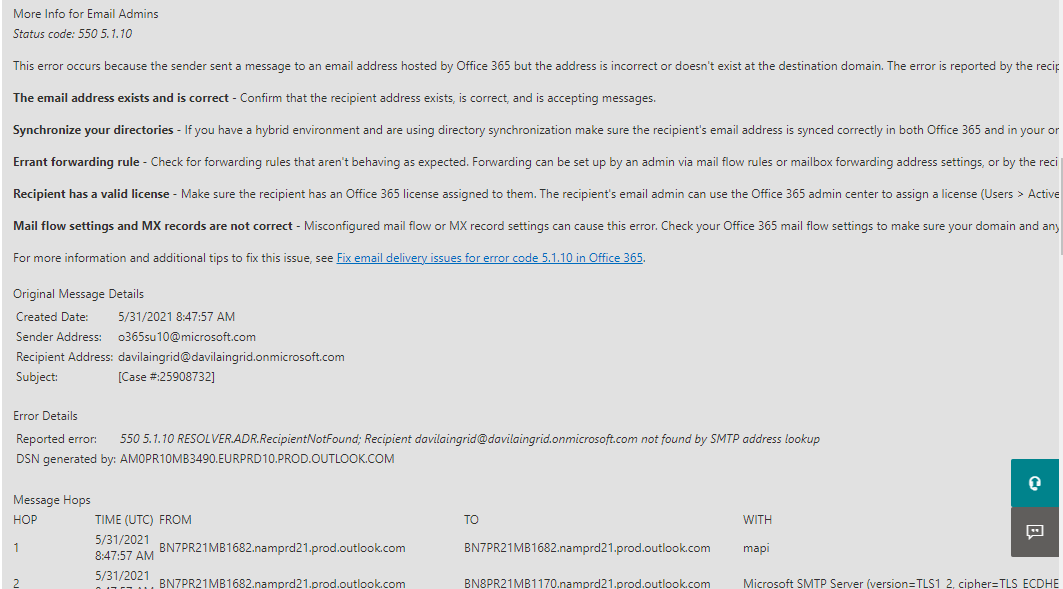 More Info for Email Admins
Status code: 550 5.1.10
This error occurs because the sender sent a message to an email address hosted by Office 365 but the address is incorrect or doesn't exist at the destination domain. The error is reported by the recip
The email address exists and is correct - Confirm that the recipient address exists, is correct, and is accepting messages.
Synchronize your directories - If you have a hybrid environment and are using directory synchronization make sure the recipient's email address is synced correctly in both Office 365 and in your or
Errant forwarding rule - Check for forwarding rules that aren't behaving as expected. Forwarding can be set up by an admin via mail flow rules or mailbox forwarding address settings, or by the reci
Recipient has a valid license - Make sure the recipient has an Office 365 license assigned to them. The recipient's email admin can use the Office 365 admin center to assign a license (Users > Active
Mail flow settings and MX records are not correct - Misconfigured mail flow or MX record settings can cause this error. Check your Office 365 mail flow settings to make sure your domain and any
For more information and additional tips to fix this issue, see Fix email delivery issues for error code 5.1.10 in Office 365.
Original Message Details
Created Date: 5/31/2021 8:47:57 AM
Sender Address: o365su10@microsoft.com
Recipient Address: davilaingrid@davilaingrid.onmicrosoft.com
Subject: [Case #:25908732]
Error Details
Reported error: 550 5.1.10 RESOLVER.ADR.RecipientNotFound; Recipient davilaingrid@davilaingrid.onmicrosoft.com not found by SMTP address lookup
DSN generated by: AM0PR10MB3490.EURPRD10.PROD.OUTLOOK.COM
Message Hops
HOP TIME (UTC) FROM TO WITH
1 5/31/2021 8:47:57 AM BN7PR21MB1682.namprd21.prod.outlook.com BN7PR21MB1682.namprd21.prod.outlook.com mapi
2 5/31/2021 BN7PR21MB1682.namprd21.prod.outlook.com BN8PR21MB1170.namprd21.prod.outlook.com Microsoft SMTP Server (version=TLS1_2, cipher=TLS_ECDHE